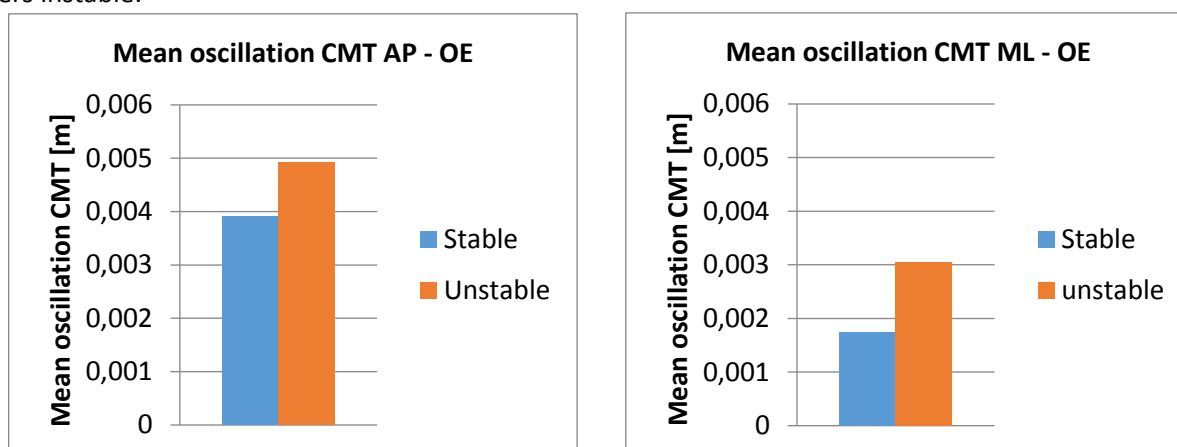 ers instable.
Mean oscillation CMT AP - OE
Mean oscillation CMT [m]
0,006
0,005
0,004
0,003
0,002
0,001
0
Stable
Unstable
Mean oscillation CMT ML - OE
Mean oscillation CMT [m]
0,006
0,005
0,004
0,003
0,002
0,001
0
Stable
unstable